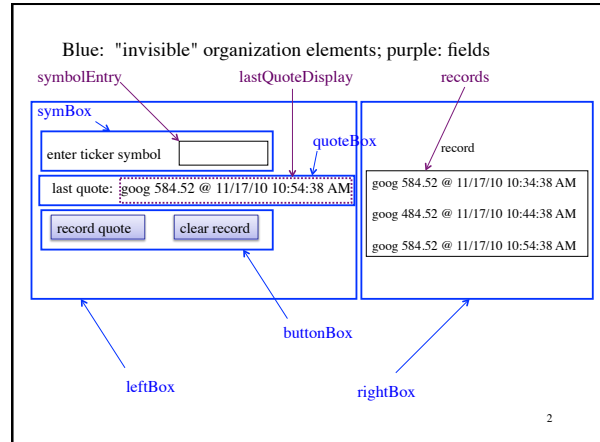 Blue: "invisible" organization elements; purple: fields
symbolEntry
lastQuoteDisplay
records
symBox
quoteBox
enter ticker symbol
record
last quote:
goog 584.52 @ 11/17/10 10:54:38 AM
goog 584.52 @ 11/17/10 10:34:38 AM
goog 484.52 @ 11/17/10 10:44:38 AM
goog 584.52 @ 11/17/10 10:54:38 AM
record quote
clear record
buttonBox
leftBox
rightBox
2